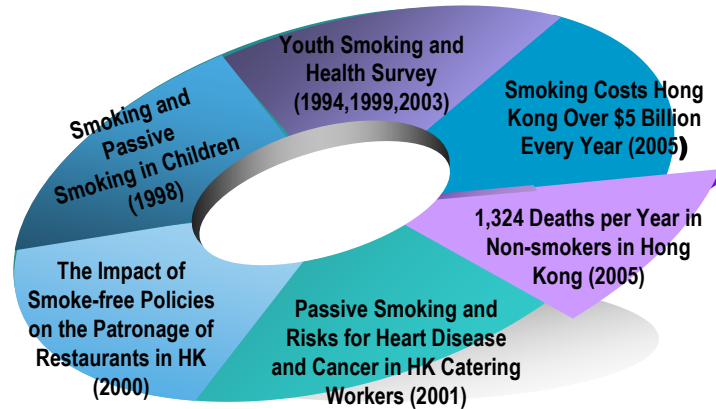 Youth Smoking and
Health Survey
(1994,1999,2003)
Smoking Costs Hong
Kong Over $5 Billion
Every Year (2005)
1,324 Deaths per Year in
Non-smokers in Hong
Kong (2005)
Passive Smoking and
Risks for Heart Disease
and Cancer in HK Catering
Workers (2001)
The Impact of
Smoke-free Policies
on the Patronage of
Restaurants in HK
(2000)
Smoking and
Passive
Smoking in Children
(1998)